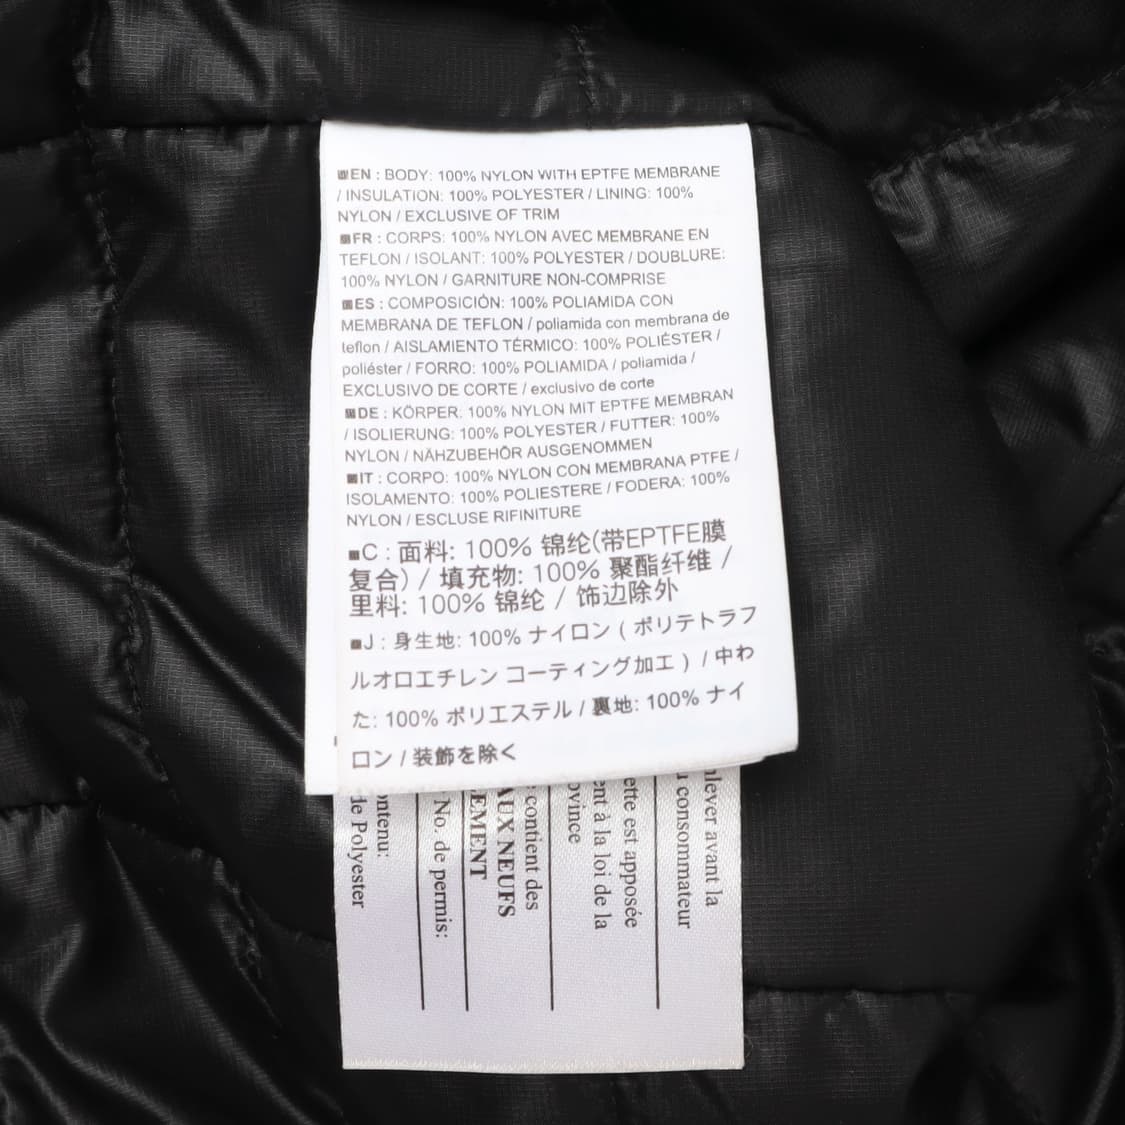 ■EN : BODY: 100% NYLON WITH EPTFE MEMBRANE
/ INSULATION: 100% POLYESTER / LINING: 100%
NYLON / EXCLUSIVE OF TRIM
■FR : CORPS: 100% NYLON AVEC MEMBRANE EN
TEFLON / ISOLANT: 100% POLYESTER / DOUBLURE:
100% NYLON / GARNITURE NON-COMPRISE
■ES : COMPOSICIÓN: 100% POLIAMIDA CON
MEMBRANA DE TEFLON / poliamida con membrana de
teflon / AISLAMIENTO TÉRMICO: 100% POLIÉSTER /
poliéster / FORRO: 100% POLIAMIDA / poliamida /
EXCLUSIVO DE CORTE / exclusivo de corte
■DE : KÖRPER: 100% NYLON MIT EPTFE MEMBRAN
/ ISOLIERUNG: 100% POLYESTER / FUTTER: 100%
NYLON / NÄHZUBEHÖR AUSGENOMMEN
■IT : CORPO: 100% NYLON CON MEMBRANA PTFE /
ISOLAMENTO: 100% POLIESTERE / FODERA: 100%
NYLON / ESCLUSE RIFINITURE
■C : 面料: 100% 锦纶(带EPTFE膜
复合) / 填充物: 100% 聚酯纤维 /
里料: 100% 锦纶 / 饰边除外
■J : 身生地: 100% ナイロン ( ポリテトラフ
ルオロエチレン コーティング加工 ) / 中わ
た: 100% ポリエステル / 裏地: 100% ナイ
ロン / 装飾を除く
nlever avant la
consommateur
ette est apposée
ent à la loi de la
ovince
contient des
AUX NEUFS
EMENT
No. de permis:
ontenu:
de Polyester